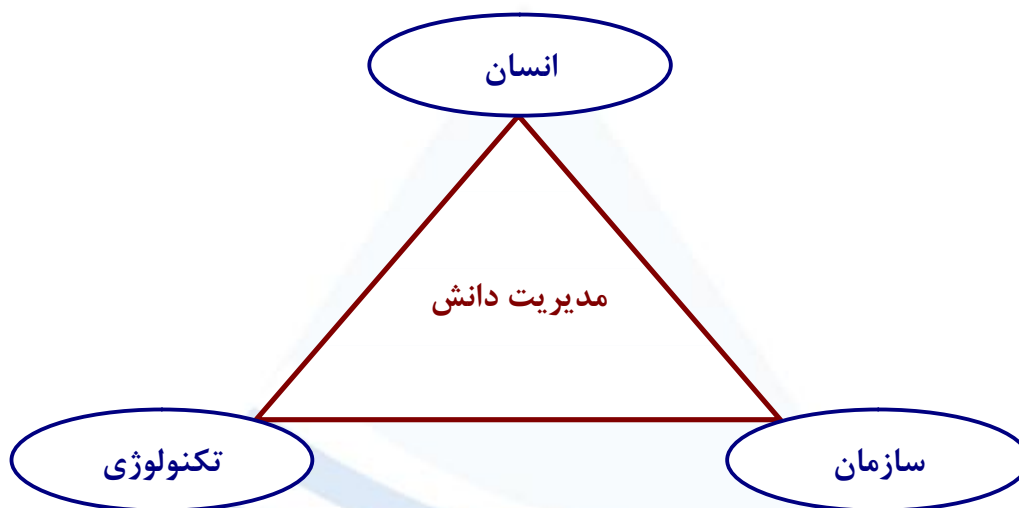 انسان
مدیریت دانش
سازمان
تکنولوژی